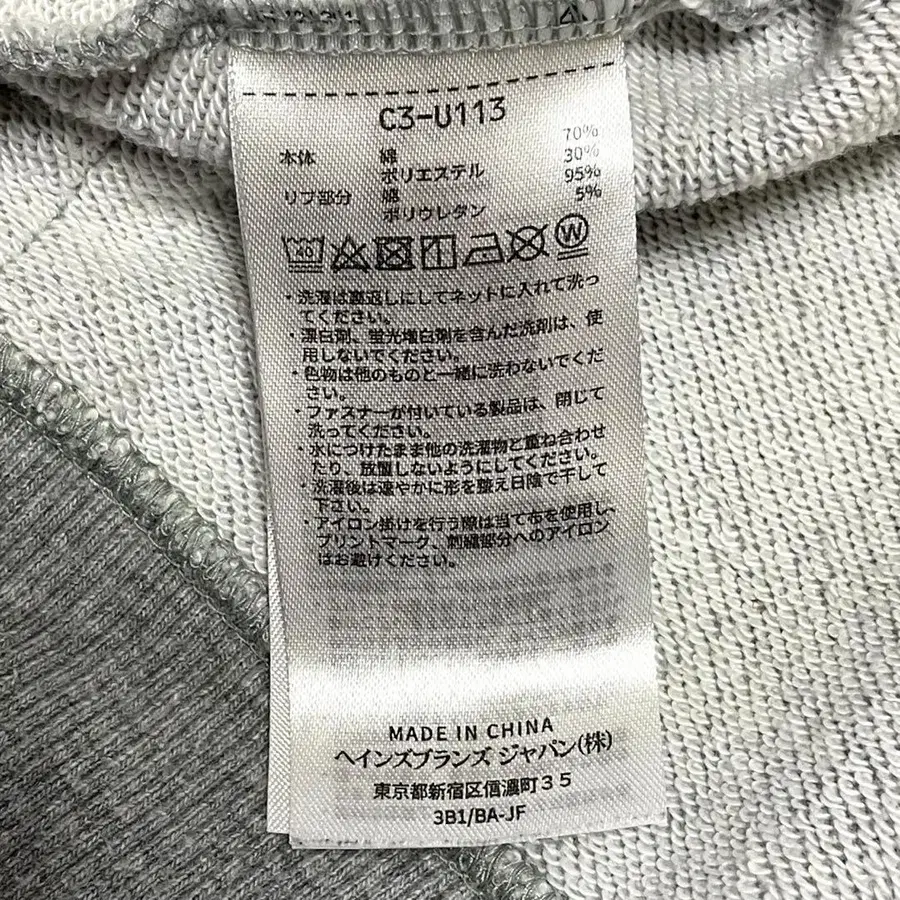 C3-U113
本体 綿 70%
ポリエステル 30%
リブ部分 綿 95%
ポリウレタン 5%
40
W
・洗濯は裏返しにしてネットに入れて洗っ
てください。
・漂白剤、蛍光増白剤を含んだ洗剤は、使
用しないでください。
・色物は他のものと一緒に洗わないでくだ
さい。
・ファスナーが付いている製品は、閉じて
洗ってください。
・水につけたまま他の洗濯物と重ね合わせ
たり、放置しないようにしてください。
・洗濯後は速やかに形を整え日陰で干して
下さい。
・アイロン掛けを行う際は当て布を使用し、
プリントマーク、刺繍部分へのアイロン
はお避けください。
MADE IN CHINA
ヘインズブランズ ジャパン(株)
東京都新宿区信濃町35
3B1/BA-JF